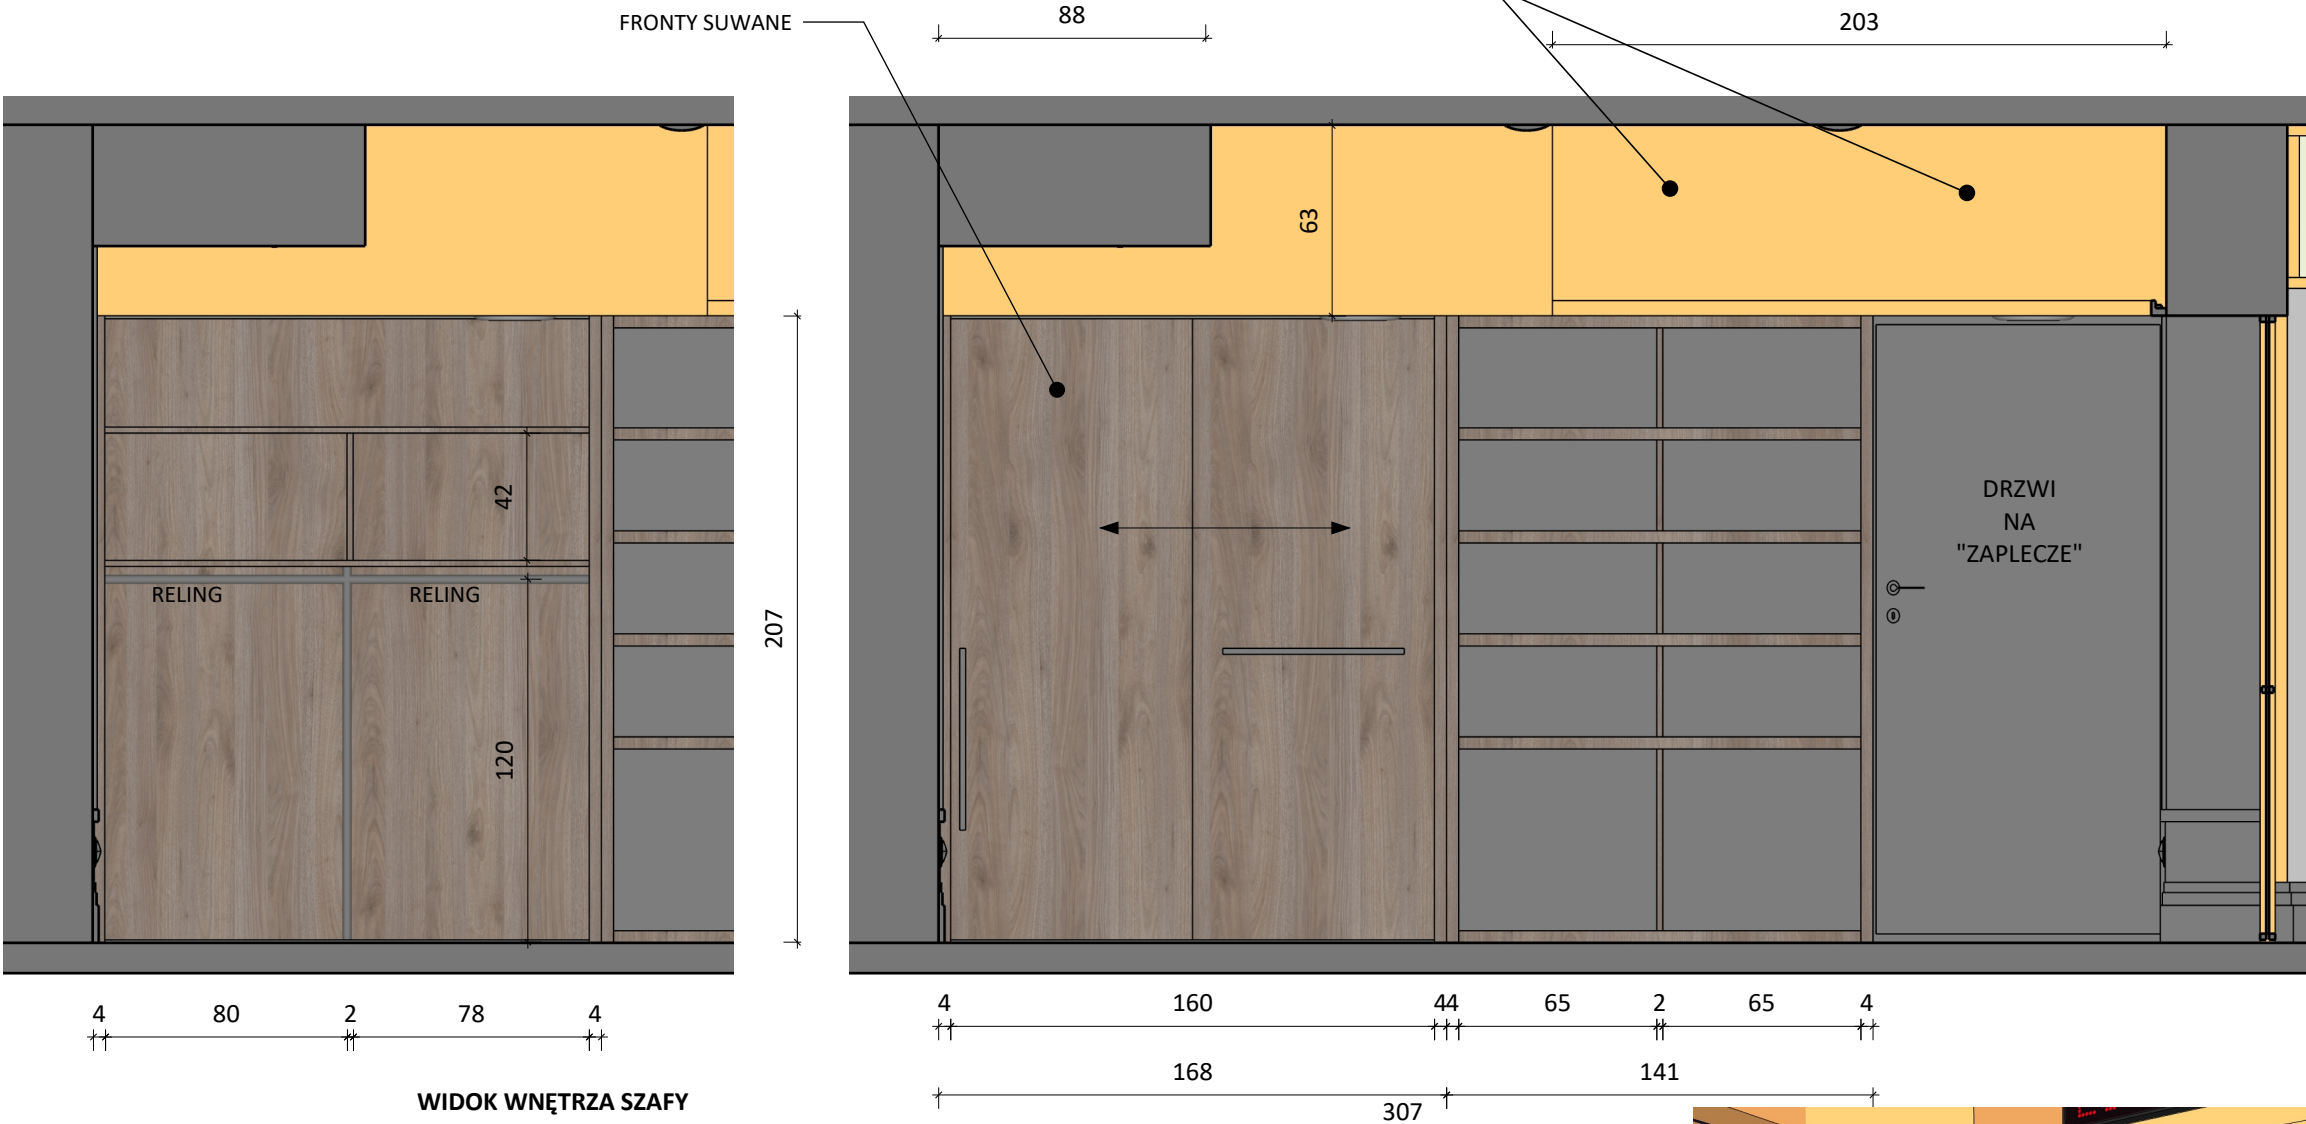 FRONTY SUWANE
88
203
63
42
RELING
RELING
120
207
DRZWI
NA
"ZAPLECZE"
4 80 2 78 4
4 160 44 65 2 65 4
168 141
307
WIDOK WNĘTRZA SZAFY